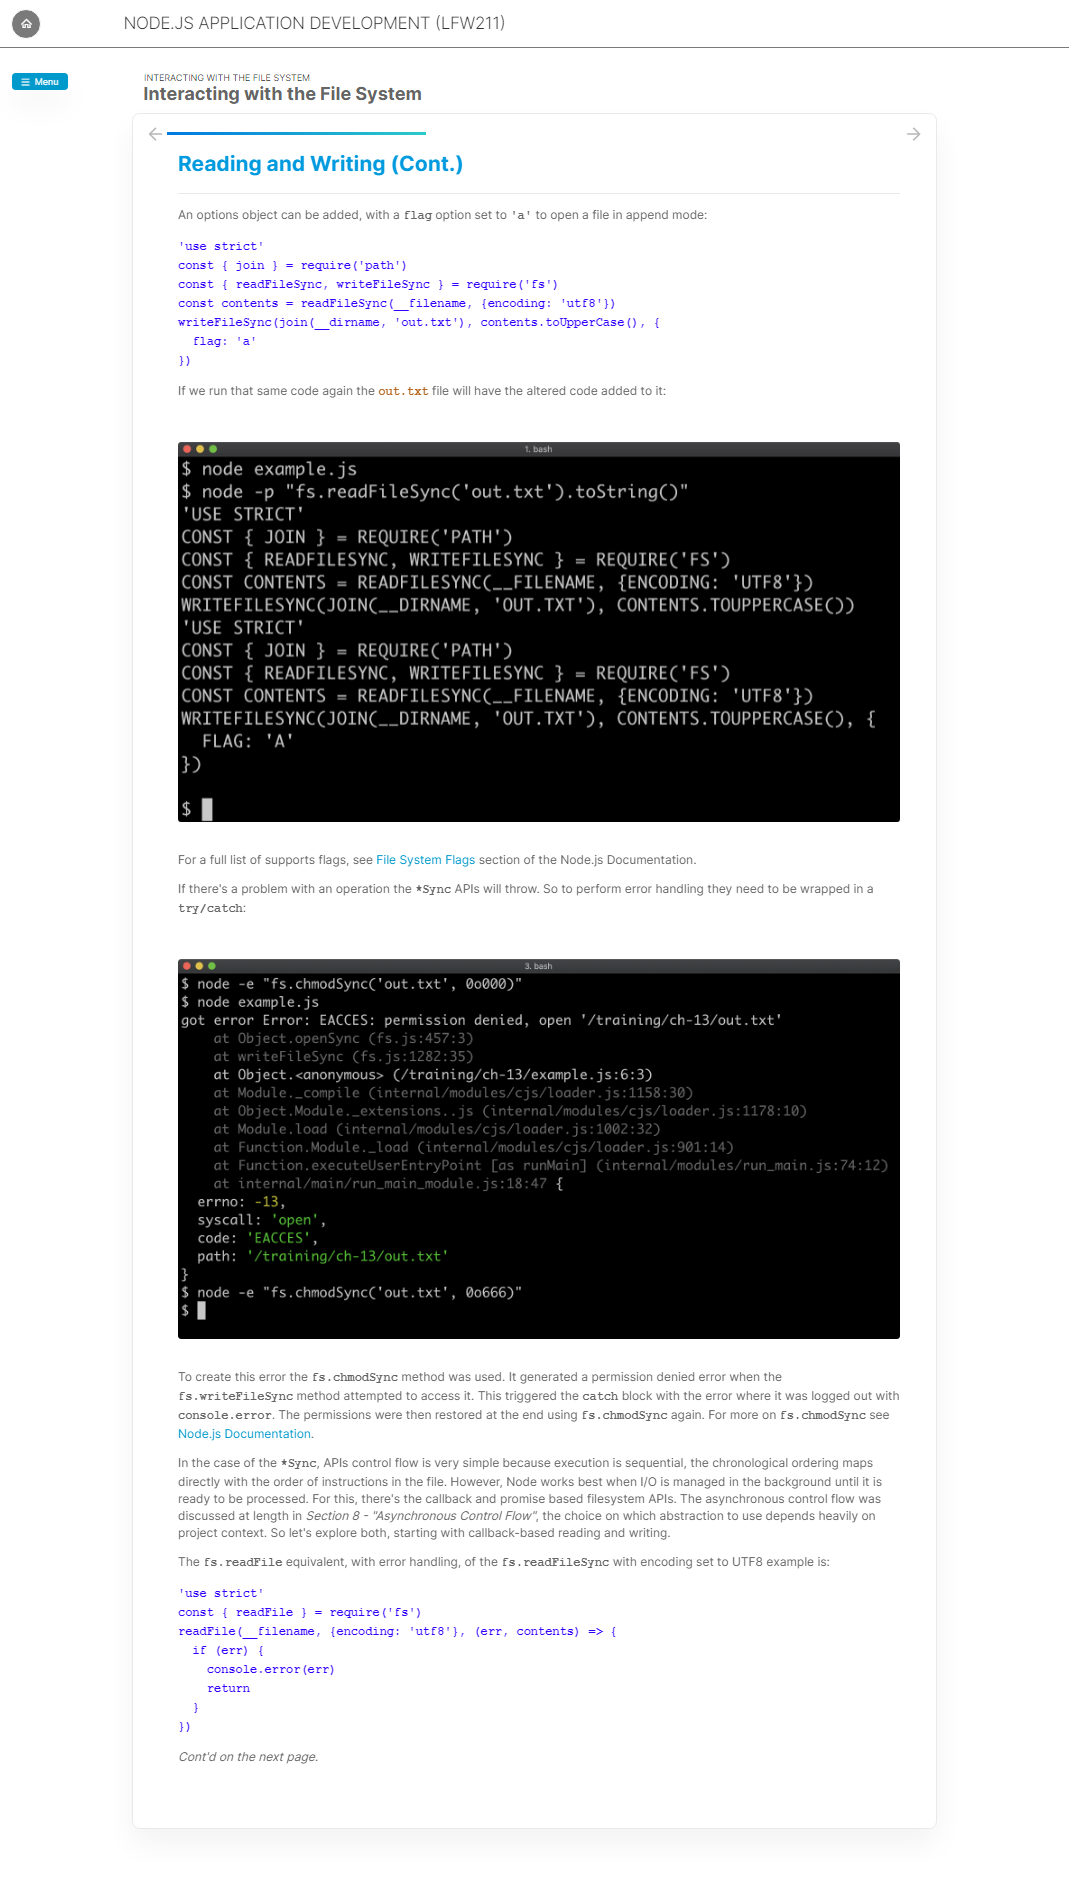 NODE.JS APPLICATION DEVELOPMENT (LFW211)
Menu
INTERACTING WITH THE FILE SYSTEM
Interacting with the File System
Reading and Writing (Cont.)
An options object can be added, with a flag option set to 'a' to open a file in append mode:
'use strict'
const { join } = require('path')
const { readFileSync, writeFileSync } = require('fs')
const contents = readFileSync(__filename, {encoding: 'utf8'})
writeFileSync(join(__dirname, 'out.txt'), contents.toUpperCase(), {
  flag: 'a'
})
If we run that same code again the out.txt file will have the altered code added to it:
1. bash
$ node example.js
$ node -p "fs.readFileSync('out.txt').toString()"
'USE STRICT'
CONST { JOIN } = REQUIRE('PATH')
CONST { READFILESYNC, WRITEFILESYNC } = REQUIRE('FS')
CONST CONTENTS = READFILESYNC(__FILENAME, {ENCODING: 'UTF8'})
WRITEFILESYNC(JOIN(__DIRNAME, 'OUT.TXT'), CONTENTS.TOUPPERCASE())
'USE STRICT'
CONST { JOIN } = REQUIRE('PATH')
CONST { READFILESYNC, WRITEFILESYNC } = REQUIRE('FS')
CONST CONTENTS = READFILESYNC(__FILENAME, {ENCODING: 'UTF8'})
WRITEFILESYNC(JOIN(__DIRNAME, 'OUT.TXT'), CONTENTS.TOUPPERCASE(), {
  FLAG: 'A'
})
$
For a full list of supports flags, see File System Flags section of the Node.js Documentation.
If there's a problem with an operation the *Sync APIs will throw. So to perform error handling they need to be wrapped in a
try/catch:
3. bash
$ node -e "fs.chmodSync('out.txt', 0o000)"
$ node example.js
got error Error: EACCES: permission denied, open '/training/ch-13/out.txt'
    at Object.openSync (fs.js:457:3)
    at writeFileSync (fs.js:1282:35)
    at Object.<anonymous> (/training/ch-13/example.js:6:3)
    at Module._compile (internal/modules/cjs/loader.js:1158:30)
    at Object.Module._extensions..js (internal/modules/cjs/loader.js:1178:10)
    at Module.load (internal/modules/cjs/loader.js:1002:32)
    at Function.Module._load (internal/modules/cjs/loader.js:901:14)
    at Function.executeUserEntryPoint [as runMain] (internal/modules/run_main.js:74:12)
    at internal/main/run_main_module.js:18:47 {
  errno: -13,
  syscall: 'open',
  code: 'EACCES',
  path: '/training/ch-13/out.txt'
}
$ node -e "fs.chmodSync('out.txt', 0o666)"
$
To create this error the fs.chmodSync method was used. It generated a permission denied error when the
fs.writeFileSync method attempted to access it. This triggered the catch block with the error where it was logged out with
console.error. The permissions were then restored at the end using fs.chmodSync again. For more on fs.chmodSync see
Node.js Documentation.
In the case of the *Sync, APIs control flow is very simple because execution is sequential, the chronological ordering maps
directly with the order of instructions in the file. However, Node works best when I/O is managed in the background until it is
ready to be processed. For this, there's the callback and promise based filesystem APIs. The asynchronous control flow was
discussed at length in Section 8 - "Asynchronous Control Flow", the choice on which abstraction to use depends heavily on
project context. So let's explore both, starting with callback-based reading and writing.
The fs.readFile equivalent, with error handling, of the fs.readFileSync with encoding set to UTF8 example is:
'use strict'
const { readFile } = require('fs')
readFile(__filename, {encoding: 'utf8'}, (err, contents) => {
  if (err) {
    console.error(err)
    return
  }
})
Cont'd on the next page.